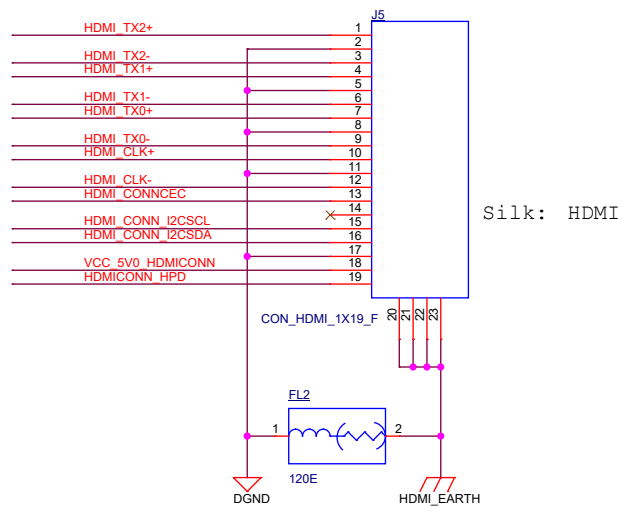 J5
HDMI_TX2+ 1
2
HDMI_TX2- 3
HDMI_TX1+ 4
5
HDMI_TX1- 6
HDMI_TX0+ 7
8
HDMI_TX0- 9
HDMI_CLK+ 10
11
HDMI_CLK- 12
HDMI_CONNCEC 13
14
HDMI_CONN_I2CSCL 15
HDMI_CONN_I2CSDA 16
17
VCC_5V0_HDMICONN 18
HDMICONN_HPD 19
Silk: HDMI
CON_HDMI_1X19_F
20 21 22 23
FL2
1 2
120E
DGND
HDMI_EARTH